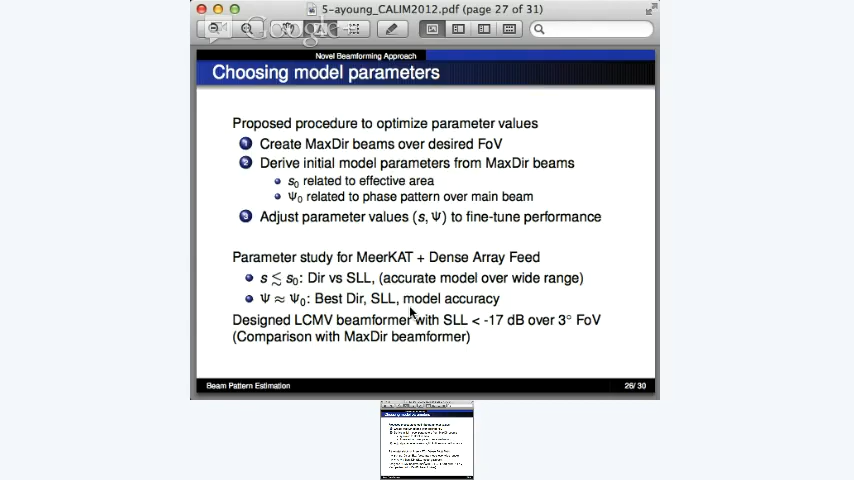 5-ayoung_CALIM2012.pdf (page 27 of 31)
Google+
Novel Beamforming Approach
Choosing model parameters
Proposed procedure to optimize parameter values
1 Create MaxDir beams over desired FoV
2 Derive initial model parameters from MaxDir beams
• s₀ related to effective area
• Ψ₀ related to phase pattern over main beam
3 Adjust parameter values (s, Ψ) to fine-tune performance
Parameter study for MeerKAT + Dense Array Feed
• s ≲ s₀: Dir vs SLL, (accurate model over wide range)
• Ψ ≈ Ψ₀: Best Dir, SLL, model accuracy
Designed LCMV beamformer with SLL < -17 dB over 3° FoV
(Comparison with MaxDir beamformer)
Beam Pattern Estimation
26/30